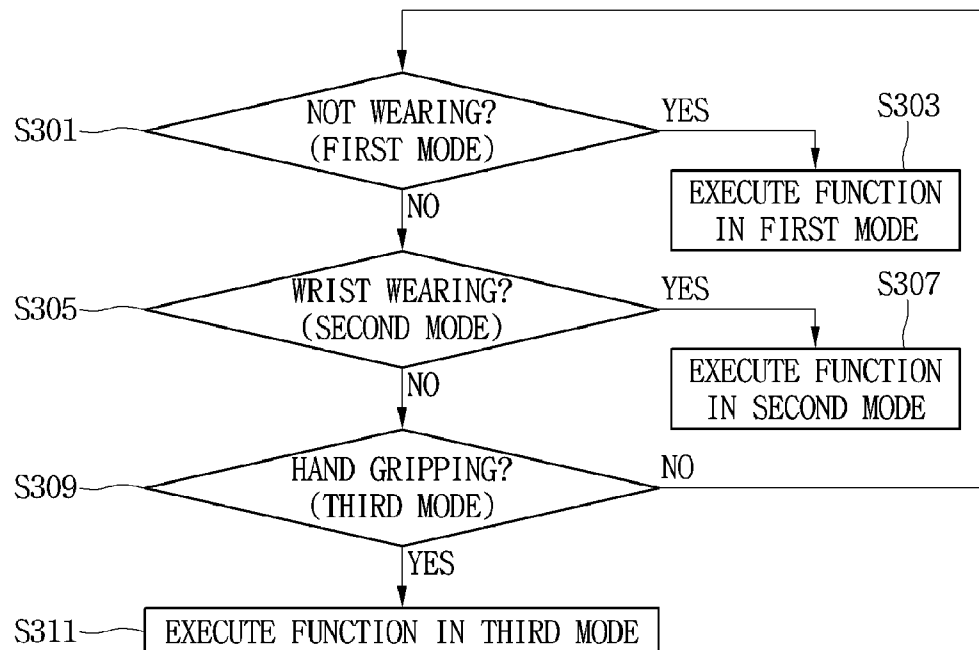 S301
NOT WEARING?
(FIRST MODE)
YES
S303
EXECUTE FUNCTION
IN FIRST MODE
NO
S305
WRIST WEARING?
(SECOND MODE)
YES
S307
EXECUTE FUNCTION
IN SECOND MODE
NO
S309
HAND GRIPPING?
(THIRD MODE)
NO
YES
S311
EXECUTE FUNCTION IN THIRD MODE